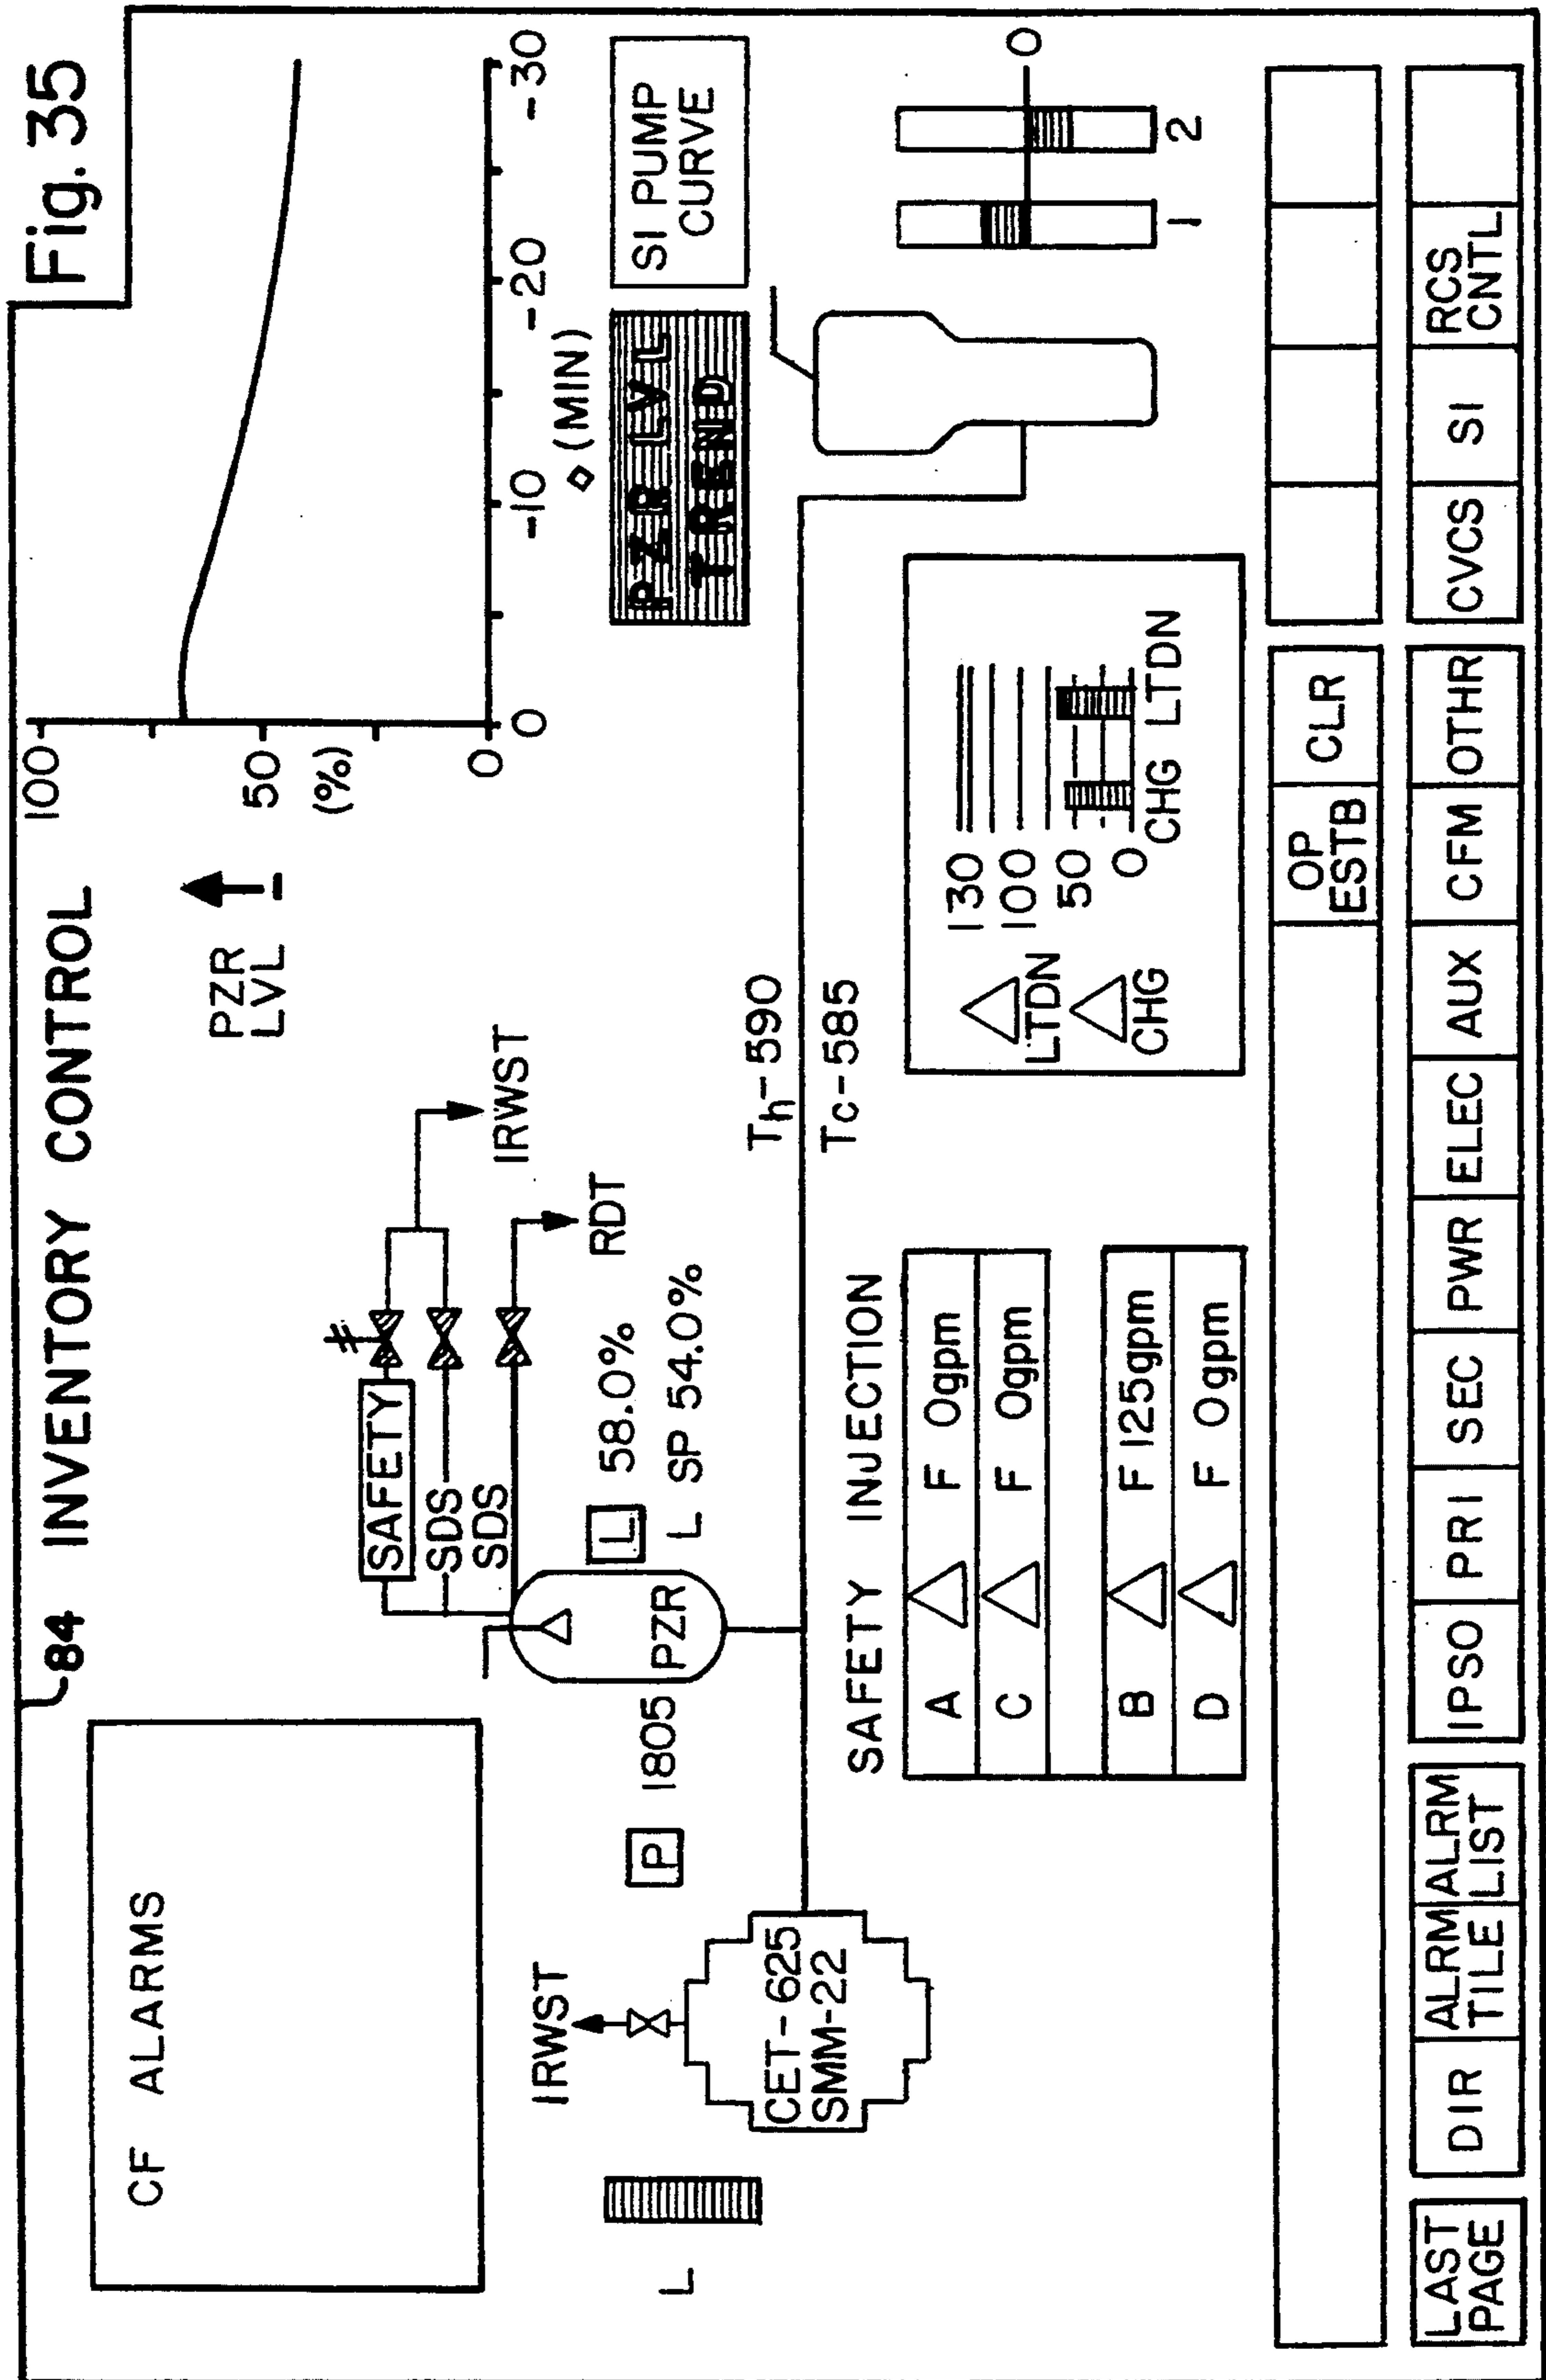 Fig. 35
84 INVENTORY CONTROL
CF ALARMS
PZR
LVL
100
50
(%)
0
0
-10
-20
-30
◇ (MIN)
PZR LVL
TREND
SI PUMP
CURVE
SAFETY
SDS
SDS
IRWST
RDT
IRWST
L
P 1805
PZR
L 58.0%
L SP 54.0%
CET-625
SMM-22
Th-590
Tc-585
SAFETY INJECTION
A F 0gpm
C F 0gpm
B F 125gpm
D F 0gpm
LTDN
CHG
130
100
50
0
CHG LTDN
0
1
2
OP
ESTB
CLR
LAST
PAGE
DIR
ALRM
TILE
ALRM
LIST
IPSO
PRI
SEC
PWR
ELEC
AUX
CFM
OTHR
CVCS
SI
RCS
CNTL